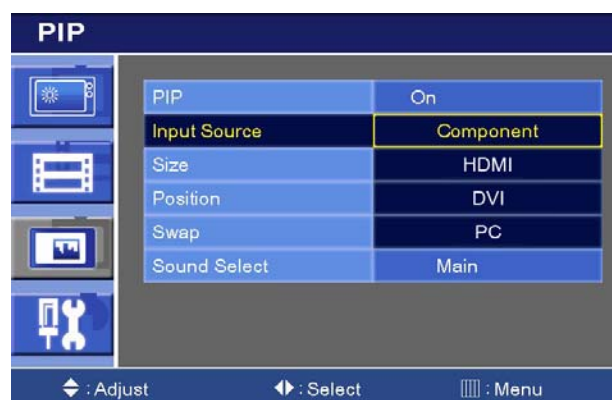 PIP
PIP On
Input Source Component
Size HDMI
Position DVI
Swap PC
Sound Select Main
: Adjust : Select : Menu